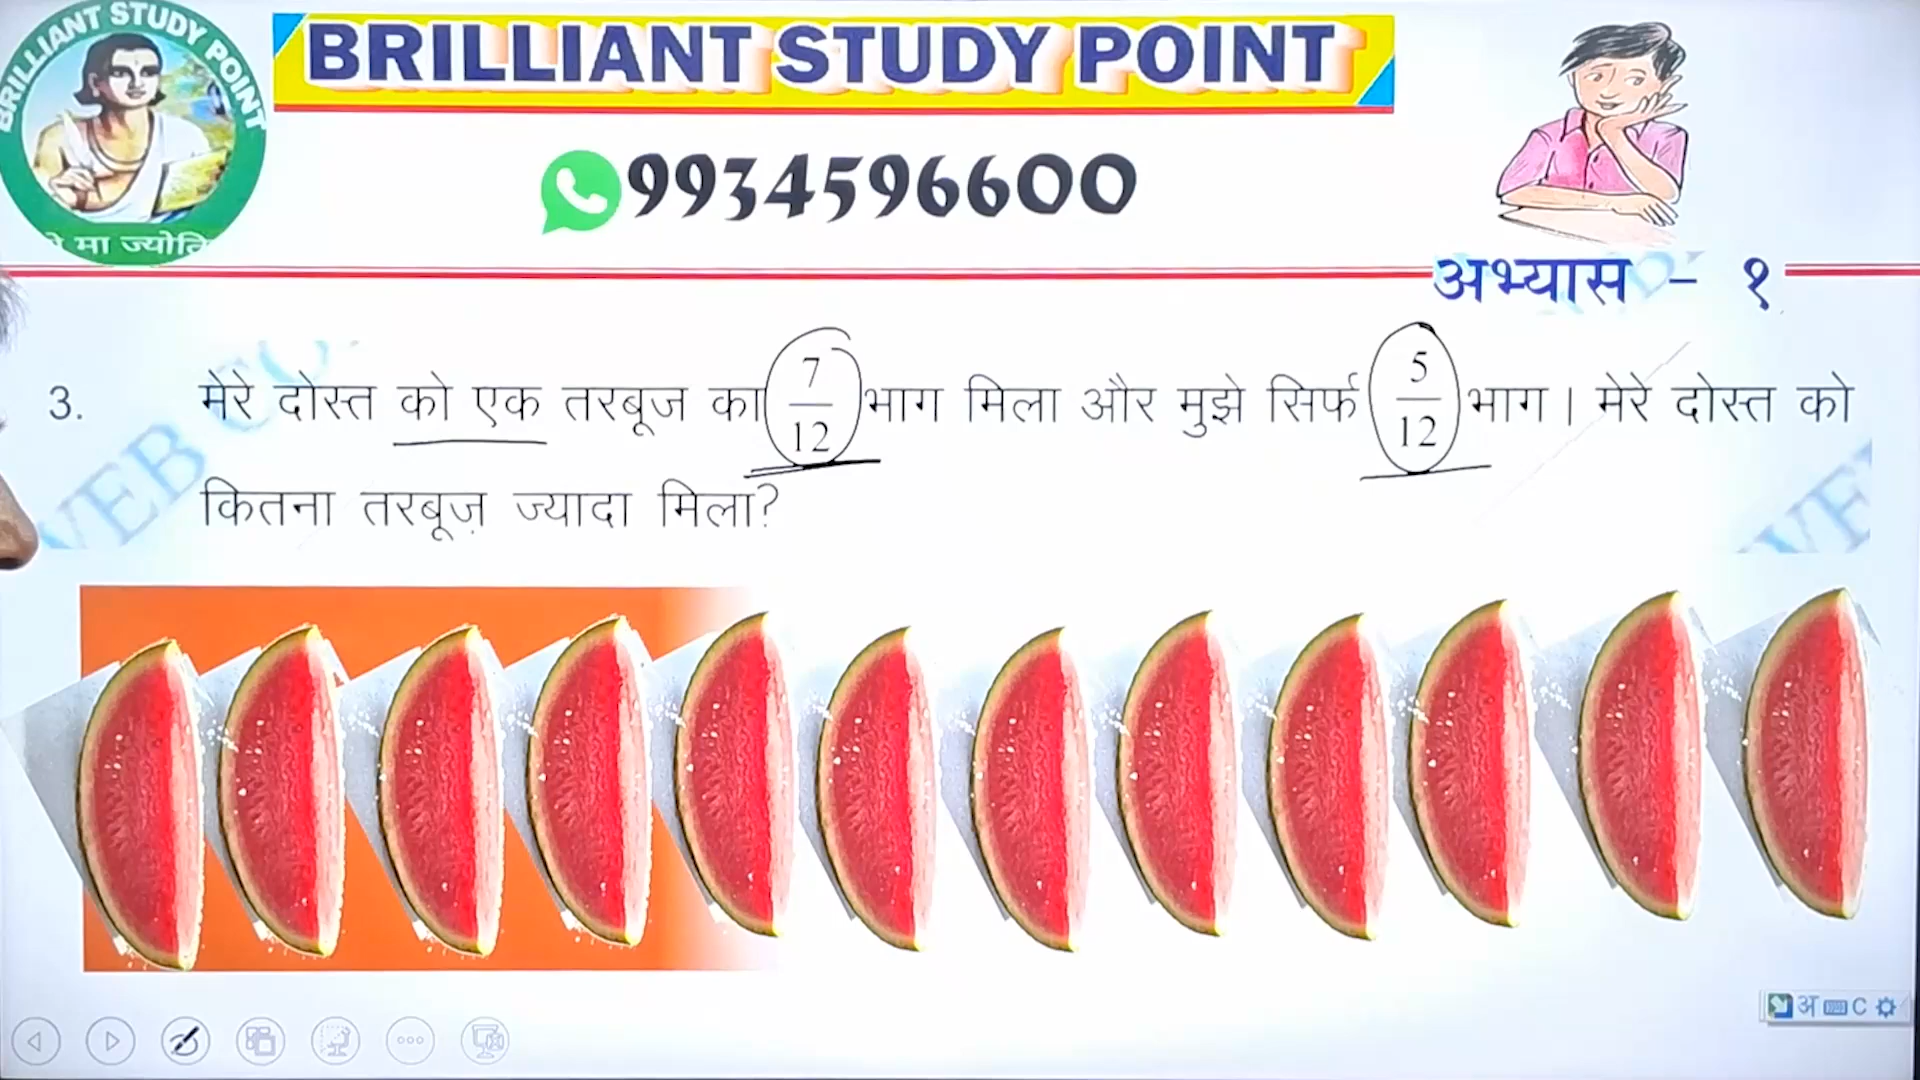 BRILLIANT STUDY POINT
BRILLIANT STUDY POINT
मा ज्योति
9934596600
अभ्यास - १
3. मेरे दोस्त को एक तरबूज का 7/12 भाग मिला और मुझे सिर्फ 5/12 भाग। मेरे दोस्त को
कितना तरबूज़ ज्यादा मिला?
अ C